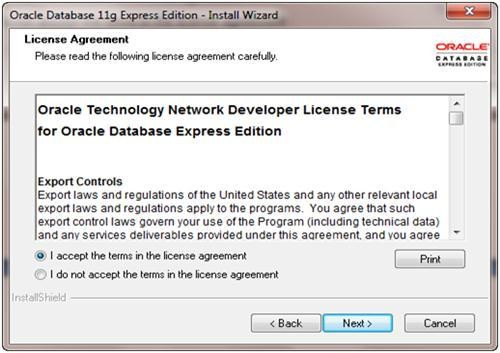 Oracle Database 11g Express Edition - Install Wizard
License Agreement
Please read the following license agreement carefully.
ORACLE
DATABASE
EXPRESS EDITION
Oracle Technology Network Developer License Terms
for Oracle Database Express Edition
Export Controls
Export laws and regulations of the United States and any other relevant local
export laws and regulations apply to the programs. You agree that such
export control laws govern your use of the Program (including technical data)
and any services deliverables provided under this agreement, and you agree
I accept the terms in the license agreement
Print
I do not accept the terms in the license agreement
InstallShield
< Back
Next >
Cancel